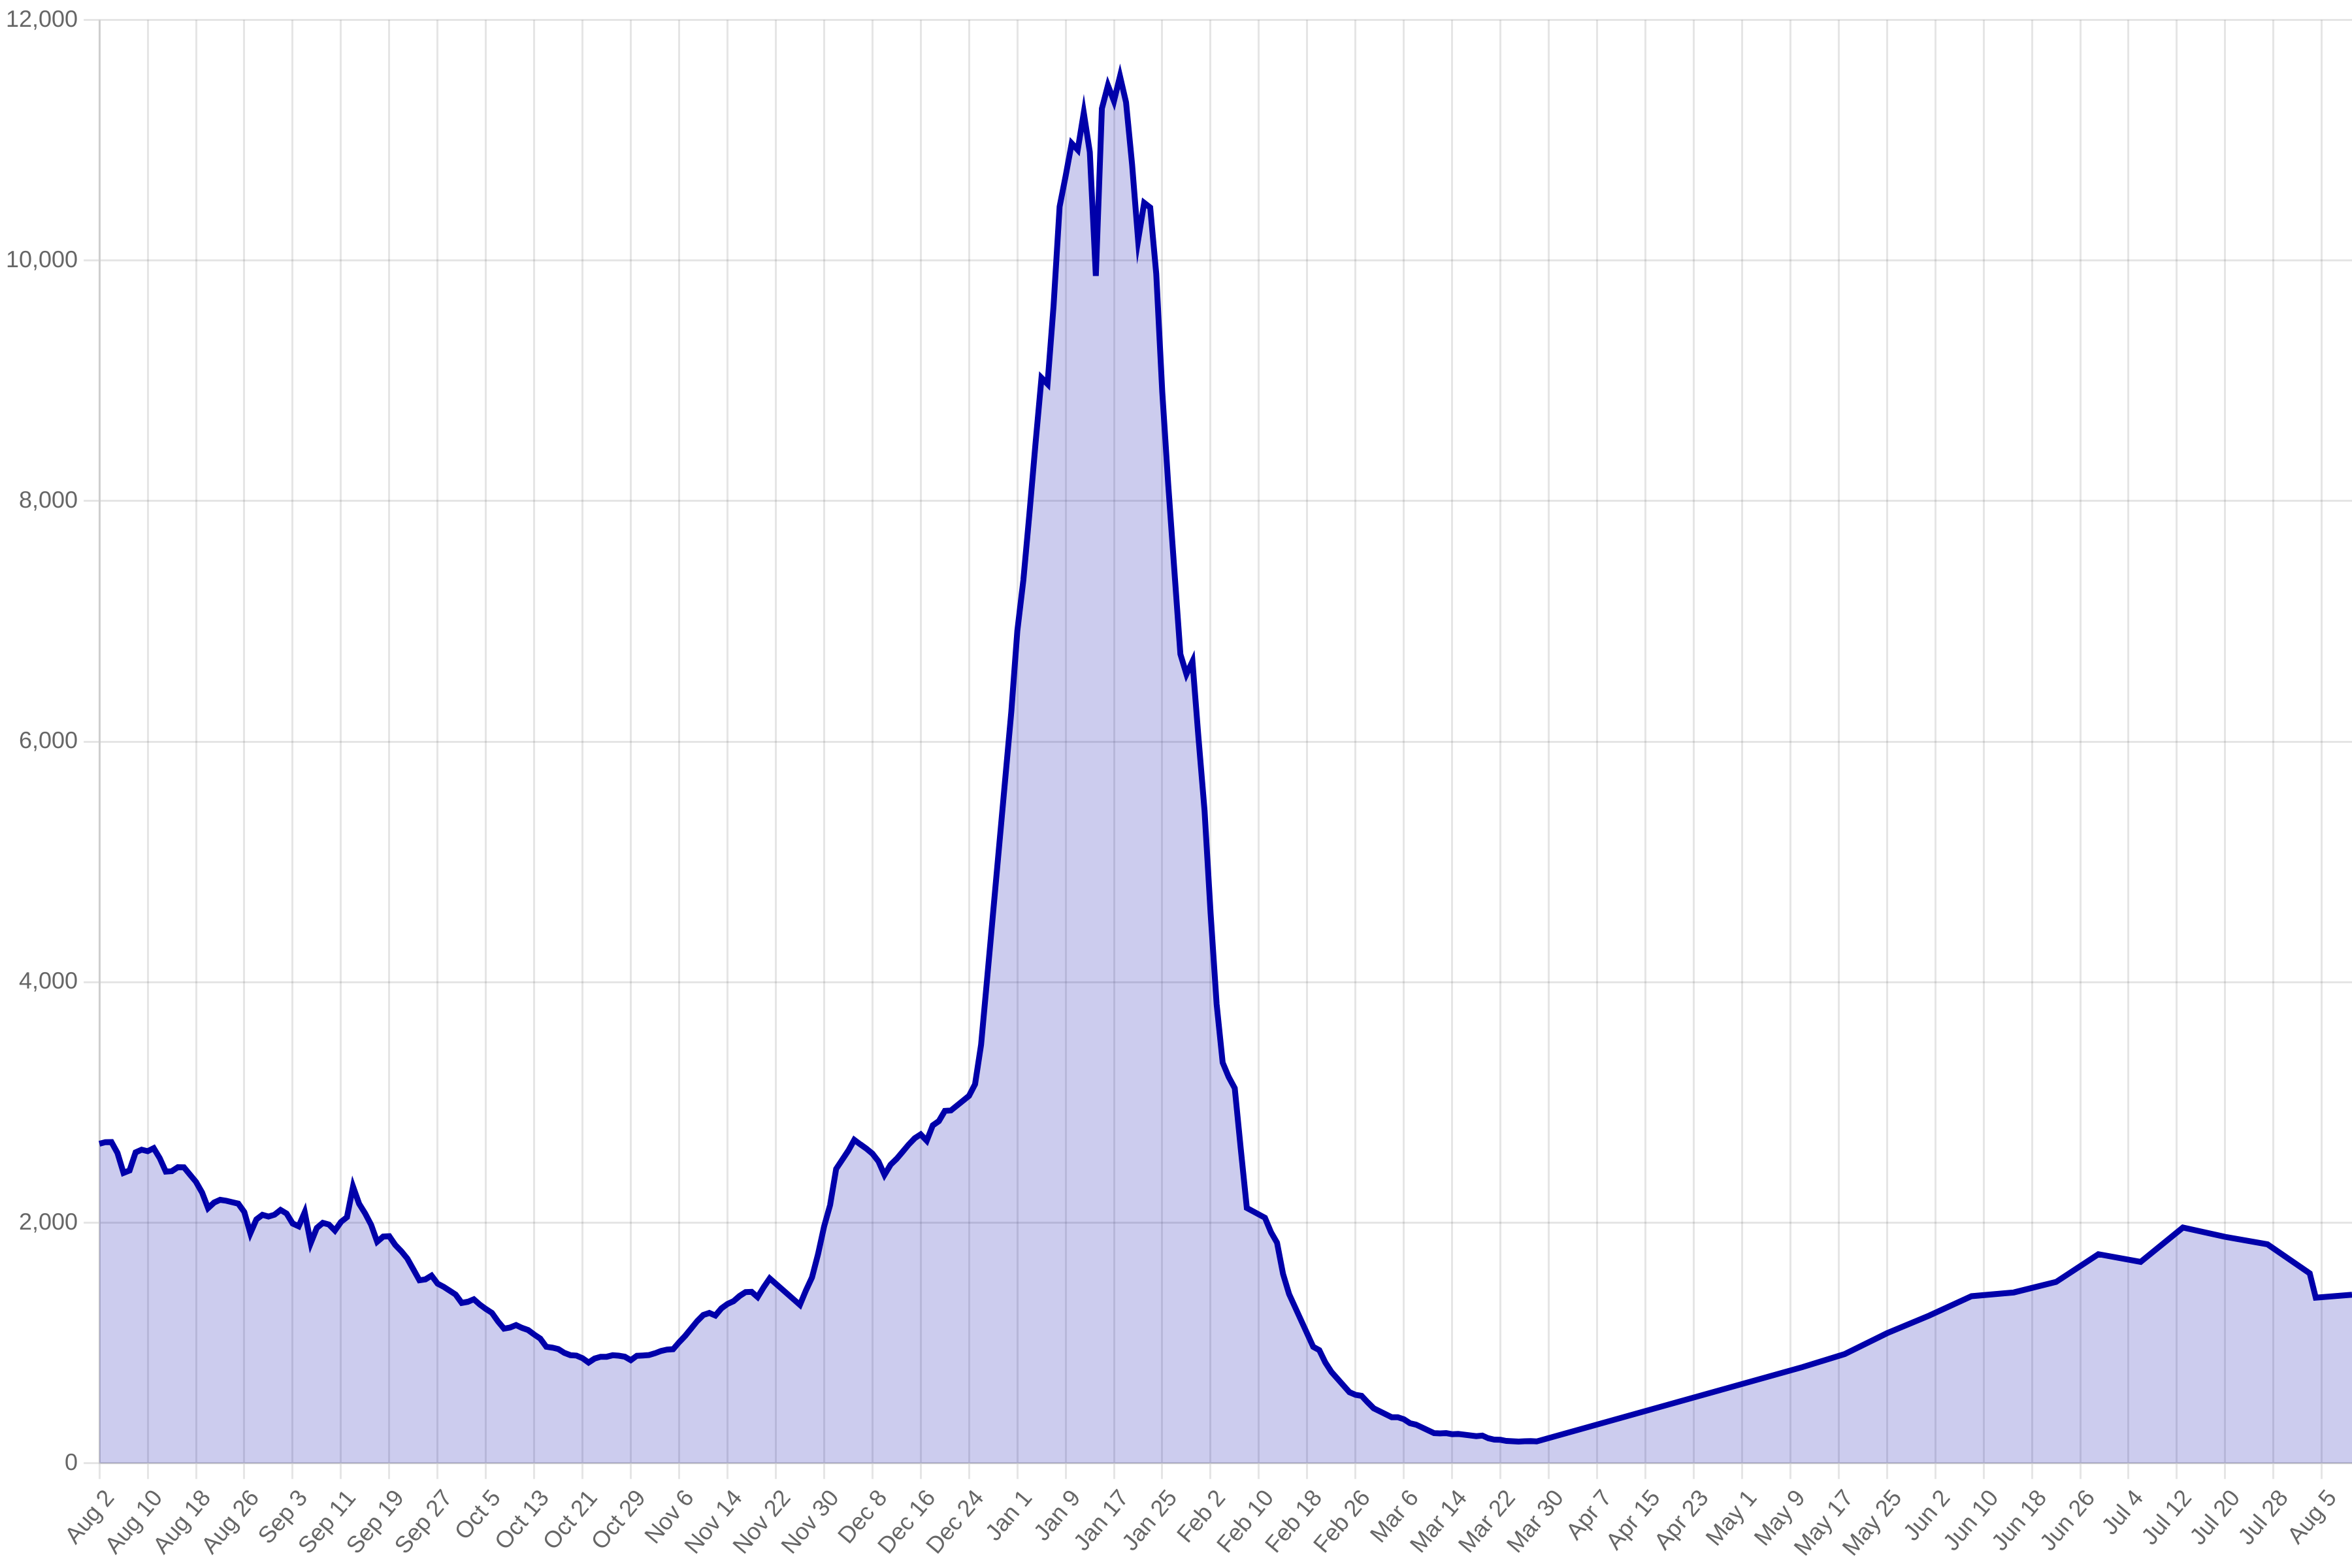 12,000
10,000
8,000
6,000
4,000
2,000
0
Aug 2
Aug 10
Aug 18
Aug 26
Sep 3
Sep 11
Sep 19
Sep 27
Oct 5
Oct 13
Oct 21
Oct 29
Nov 6
Nov 14
Nov 22
Nov 30
Dec 8
Dec 16
Dec 24
Jan 1
Jan 9
Jan 17
Jan 25
Feb 2
Feb 10
Feb 18
Feb 26
Mar 6
Mar 14
Mar 22
Mar 30
Apr 7
Apr 15
Apr 23
May 1
May 9
May 17
May 25
Jun 2
Jun 10
Jun 18
Jun 26
Jul 4
Jul 12
Jul 20
Jul 28
Aug 5